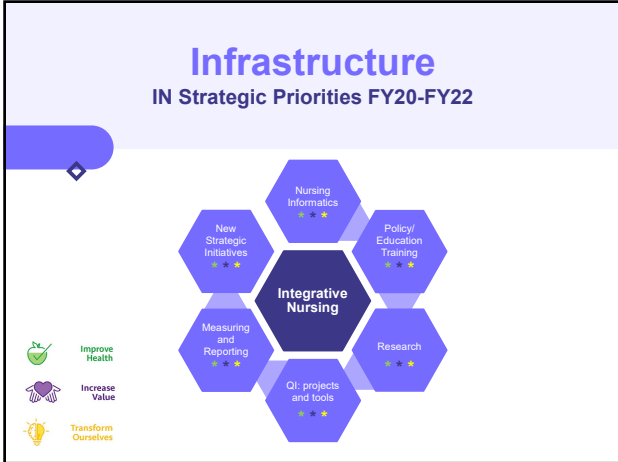 Infrastructure
IN Strategic Priorities FY20-FY22
Nursing
Informatics
* * *
Policy/
Education
Training
* * *
Research
* * *
QI: projects
and tools
* * *
Measuring
and
Reporting
* * *
New
Strategic
Initiatives
* * *
Integrative
Nursing
Improve
Health
Increase
Value
Transform
Ourselves